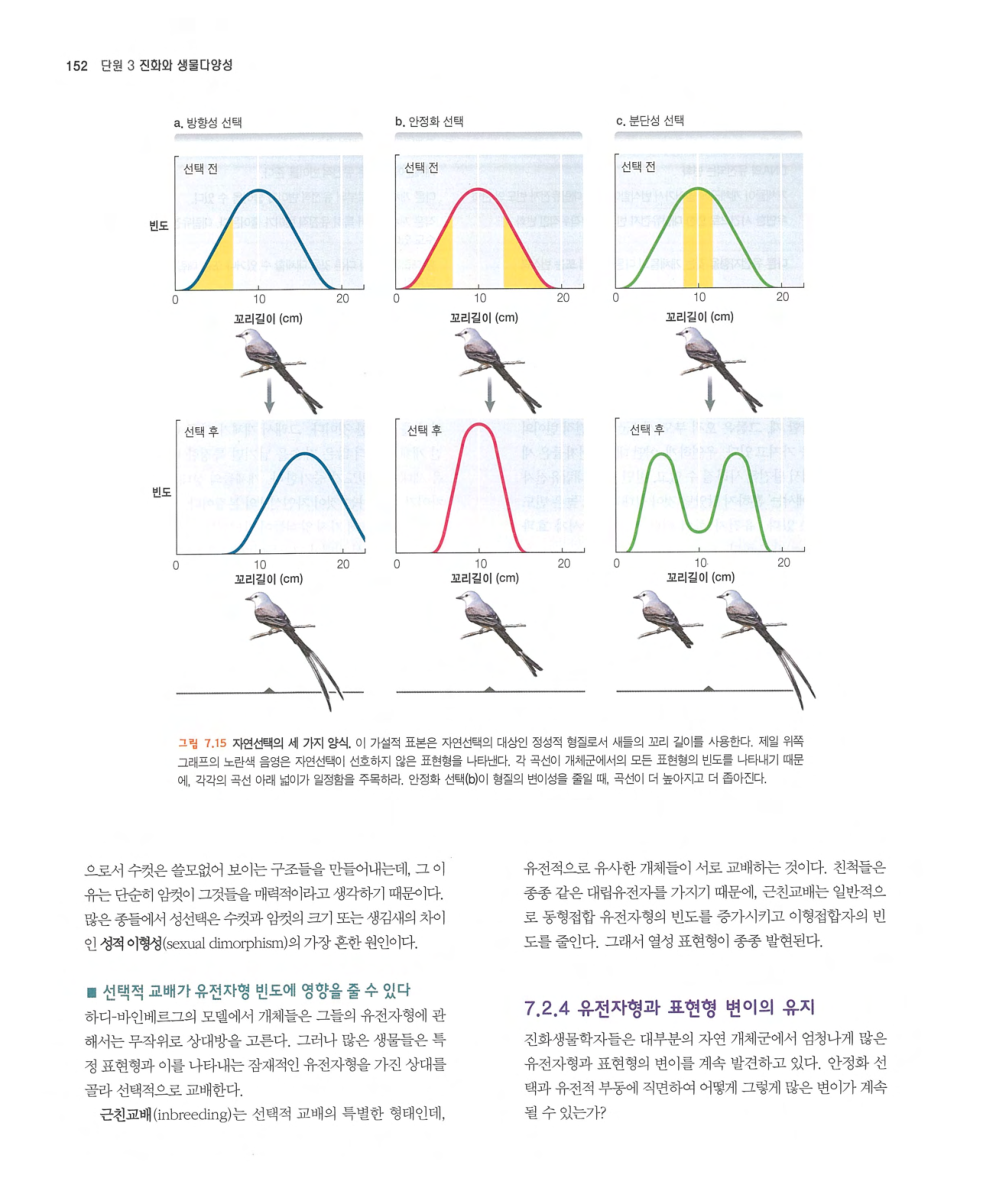 152 단원 3 진화와 생물다양성
a. 방향성 선택
선택 전
빈도
0 10 20
꼬리길이 (cm)
선택 후
빈도
0 10 20
꼬리길이 (cm)
b. 안정화 선택
선택 전
0 10 20
꼬리길이 (cm)
선택 후
0 10 20
꼬리길이 (cm)
c. 분단성 선택
선택 전
0 10 20
꼬리길이 (cm)
선택 후
0 10 20
꼬리길이 (cm)
그림 7.15 자연선택의 세 가지 양식. 이 가설적 표본은 자연선택의 대상인 정성적 형질로서 새들의 꼬리 길이를 사용한다. 제일 위쪽
그래프의 노란색 음영은 자연선택이 선호하지 않은 표현형을 나타낸다. 각 곡선이 개체군에서의 모든 표현형의 빈도를 나타내기 때문
에, 각각의 곡선 아래 넓이가 일정함을 주목하라. 안정화 선택(b)이 형질의 변이성을 줄일 때, 곡선이 더 높아지고 더 좁아진다.
으로서 수컷은 쓸모없어 보이는 구조들을 만들어내는데, 그 이
유는 단순히 암컷이 그것들을 매력적이라고 생각하기 때문이다.
많은 종들에서 성선택은 수컷과 암컷의 크기 또는 생김새의 차이
인 성적 이형성(sexual dimorphism)의 가장 흔한 원인이다.
■ 선택적 교배가 유전자형 빈도에 영향을 줄 수 있다
하디-바인베르그의 모델에서 개체들은 그들의 유전자형에 관
해서는 무작위로 상대방을 고른다. 그러나 많은 생물들은 특
정 표현형과 이를 나타내는 잠재적인 유전자형을 가진 상대를
골라 선택적으로 교배한다.
근친교배(inbreeding)는 선택적 교배의 특별한 형태인데,
유전적으로 유사한 개체들이 서로 교배하는 것이다. 친척들은
종종 같은 대립유전자를 가지기 때문에, 근친교배는 일반적으
로 동형접합 유전자형의 빈도를 증가시키고 이형접합자의 빈
도를 줄인다. 그래서 열성 표현형이 종종 발현된다.
7.2.4 유전자형과 표현형 변이의 유지
진화생물학자들은 대부분의 자연 개체군에서 엄청나게 많은
유전자형과 표현형의 변이를 계속 발견하고 있다. 안정화 선
택과 유전적 부동에 직면하여 어떻게 그렇게 많은 변이가 계속
될 수 있는가?